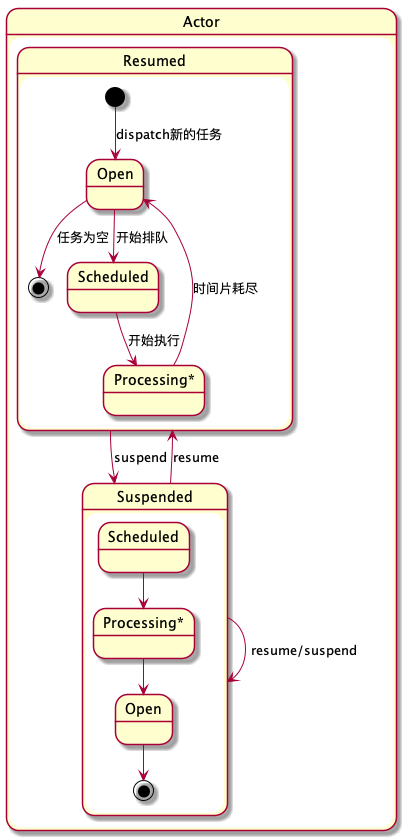 Actor
Resumed
dispatch新的任务
Open
任务为空
开始排队
Scheduled
时间片耗尽
开始执行
Processing*
suspend
resume
Suspended
Scheduled
Processing*
resume/suspend
Open